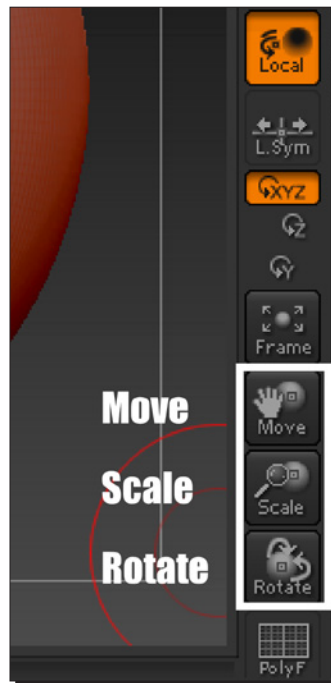 Local
L.Sym
XYZ
Z
Y
Frame
Move
Move
Scale
Scale
Rotate
Rotate
PolyF